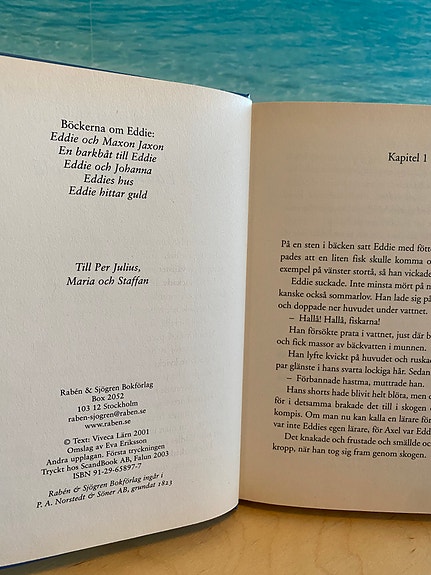 Böckerna om Eddie:
Eddie och Maxon Jaxon
En barkbåt till Eddie
Eddie och Johanna
Eddies hus
Eddie hittar guld
Till Per Julius,
Maria och Staffan
Rabén & Sjögren Bokförlag
Box 2052
103 12 Stockholm
raben-sjogren@raben.se
www.raben.se
© Text: Viveca Lärn 2001
Omslag av Eva Eriksson
Andra upplagan. Första tryckningen
Tryckt hos ScandBook AB, Falun 2003
ISBN 91-29-65897-7
Rabén & Sjögren Bokförlag ingår i
P. A. Norstedt & Söner AB, grundat 1823
Kapitel 1
På en sten i bäcken satt Eddie med fötte
pades att en liten fisk skulle komma o
exempel på vänster stortå, så han vickade
Eddie suckade. Inte minsta mört på m
kanske också sommarlov. Han lade sig på
och doppade ner huvudet under vattnet.
– Hallå! Hallå, fiskarna!
Han försökte prata i vattnet, just där b
och fick massor av bäckvatten i munnen.
Han lyfte kvickt på huvudet och ruskad
par glänste i hans svarta lockiga hår. Sedan
– Förbannade hastma, muttrade han.
Hans shorts hade blivit helt blöta, men d
för i detsamma brakade det till i skogen o
kompis. Om man nu kan kalla en lärare för
var inte Eddies egen lärare, för Axel var Edd
Det knakade och frustade och smällde oc
kropp, när han tog sig fram genom skogen.